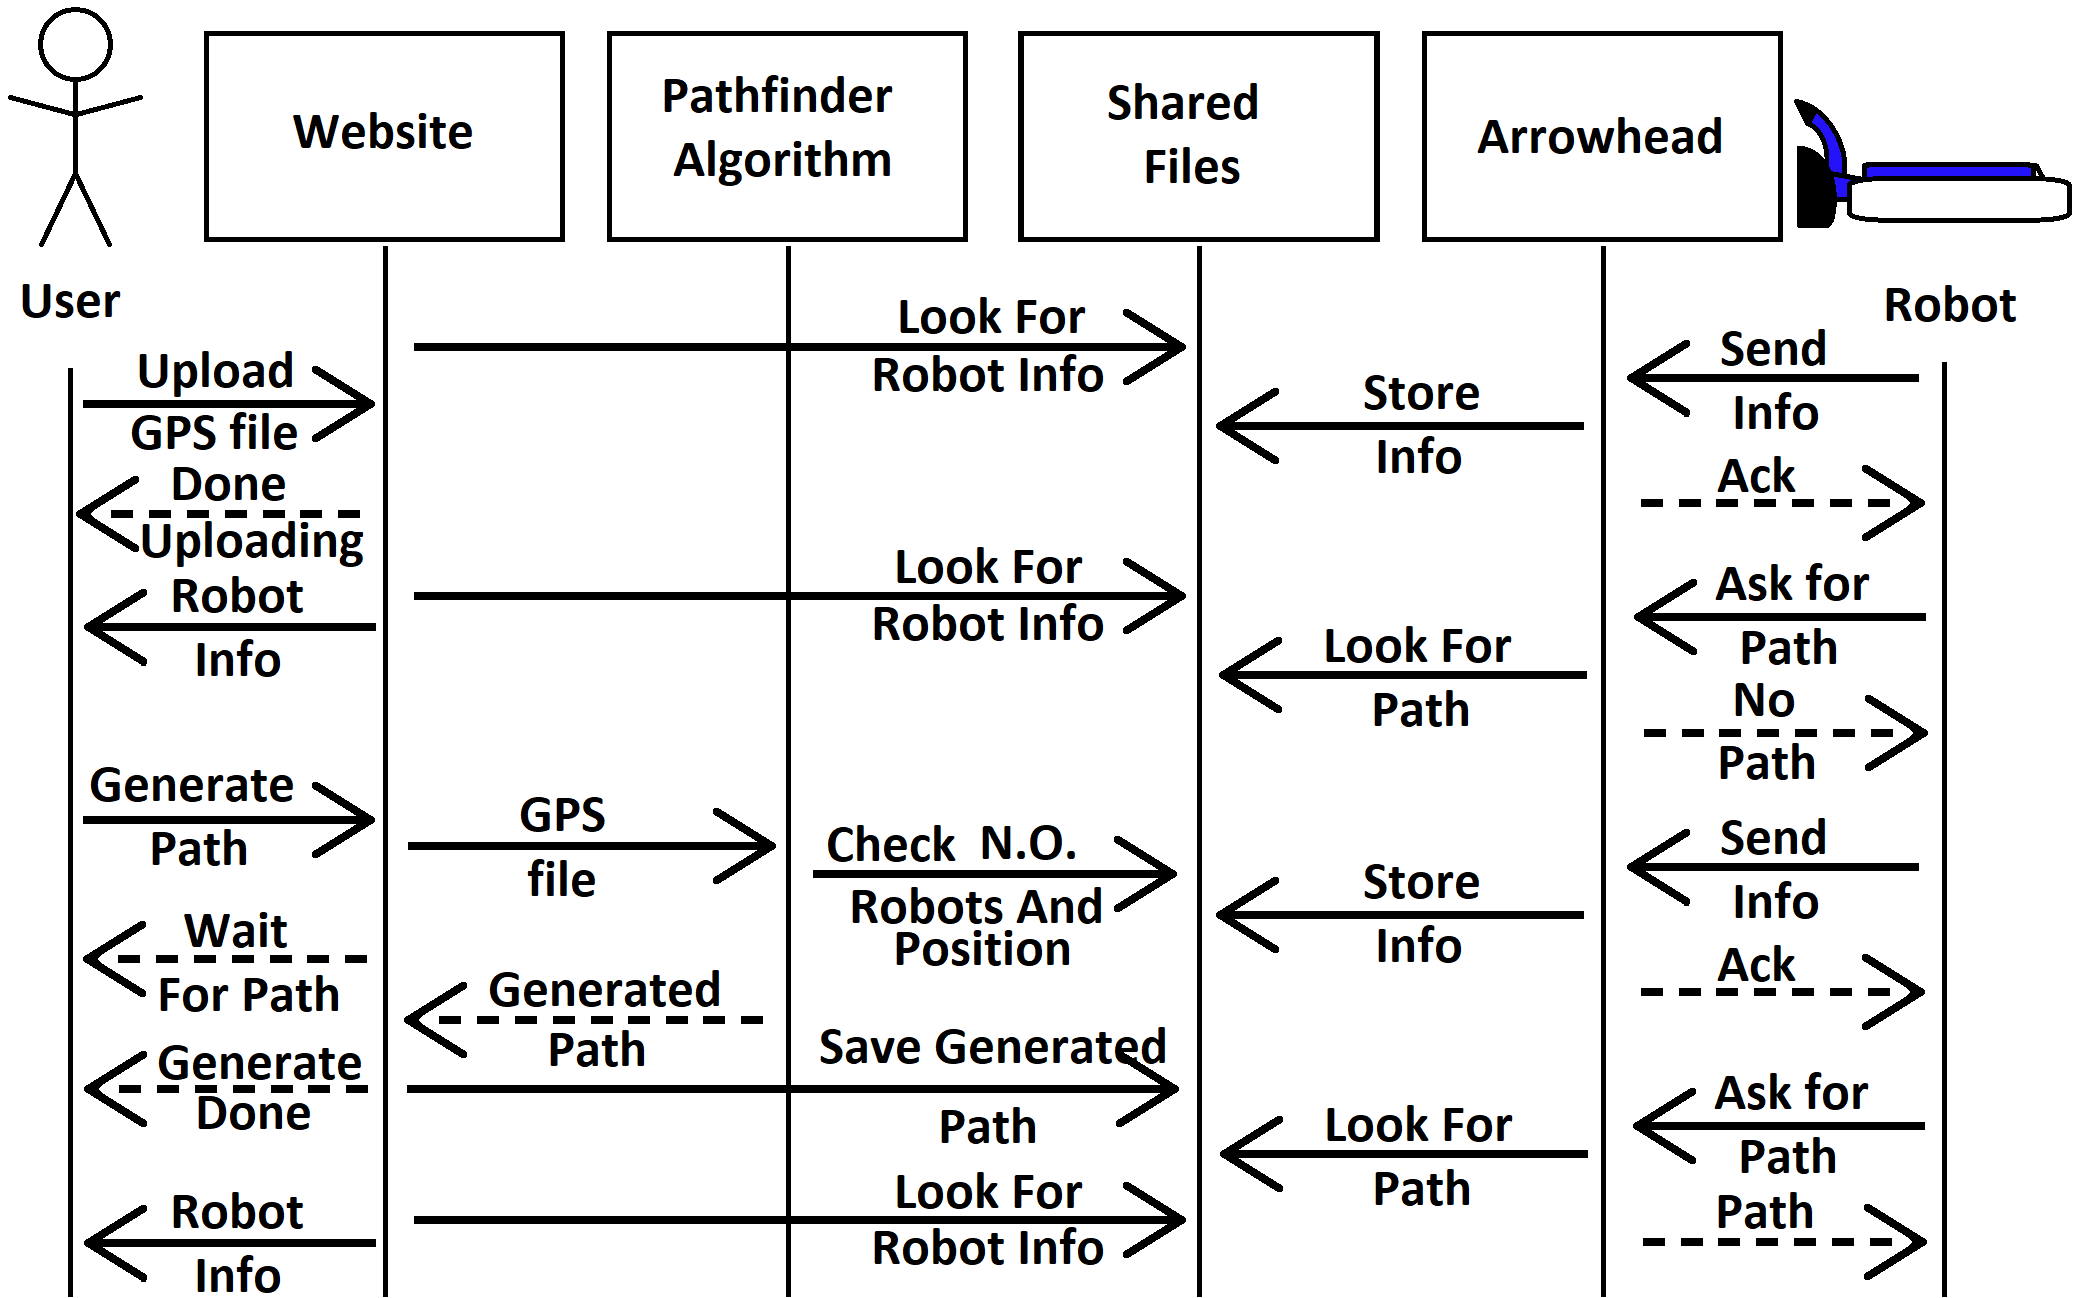 Website
Pathfinder
Algorithm
Shared
Files
Arrowhead
User
Robot
Look For
Robot Info
Send
Info
Upload
GPS file
Store
Info
Done
Uploading
Ack
Look For
Robot Info
Robot
Info
Ask for
Path
Look For
Path
No
Path
Generate
Path
GPS
file
Check N.O.
Robots And
Position
Send
Info
Store
Info
Wait
For Path
Ack
Generated
Path
Generate
Done
Save Generated
Path
Ask for
Path
Look For
Path
Look For
Robot Info
Robot
Info
Path